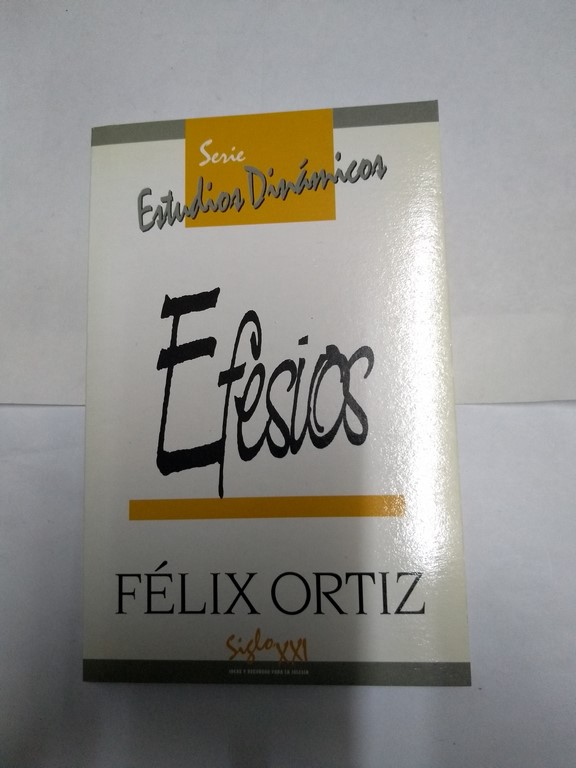 Serie
Estudios Dinámicos
Efesios
FÉLIX ORTIZ
Siglo XXI